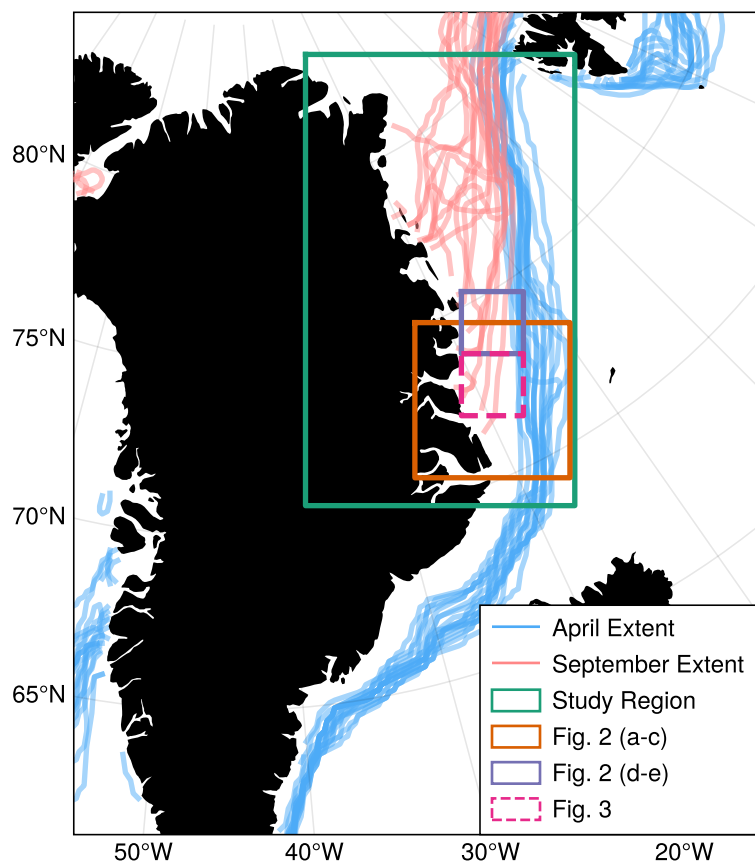 80°N
75°N
70°N
65°N
April Extent
September Extent
Study Region
Fig. 2 (a-c)
Fig. 2 (d-e)
Fig. 3
50°W 40°W 30°W 20°W